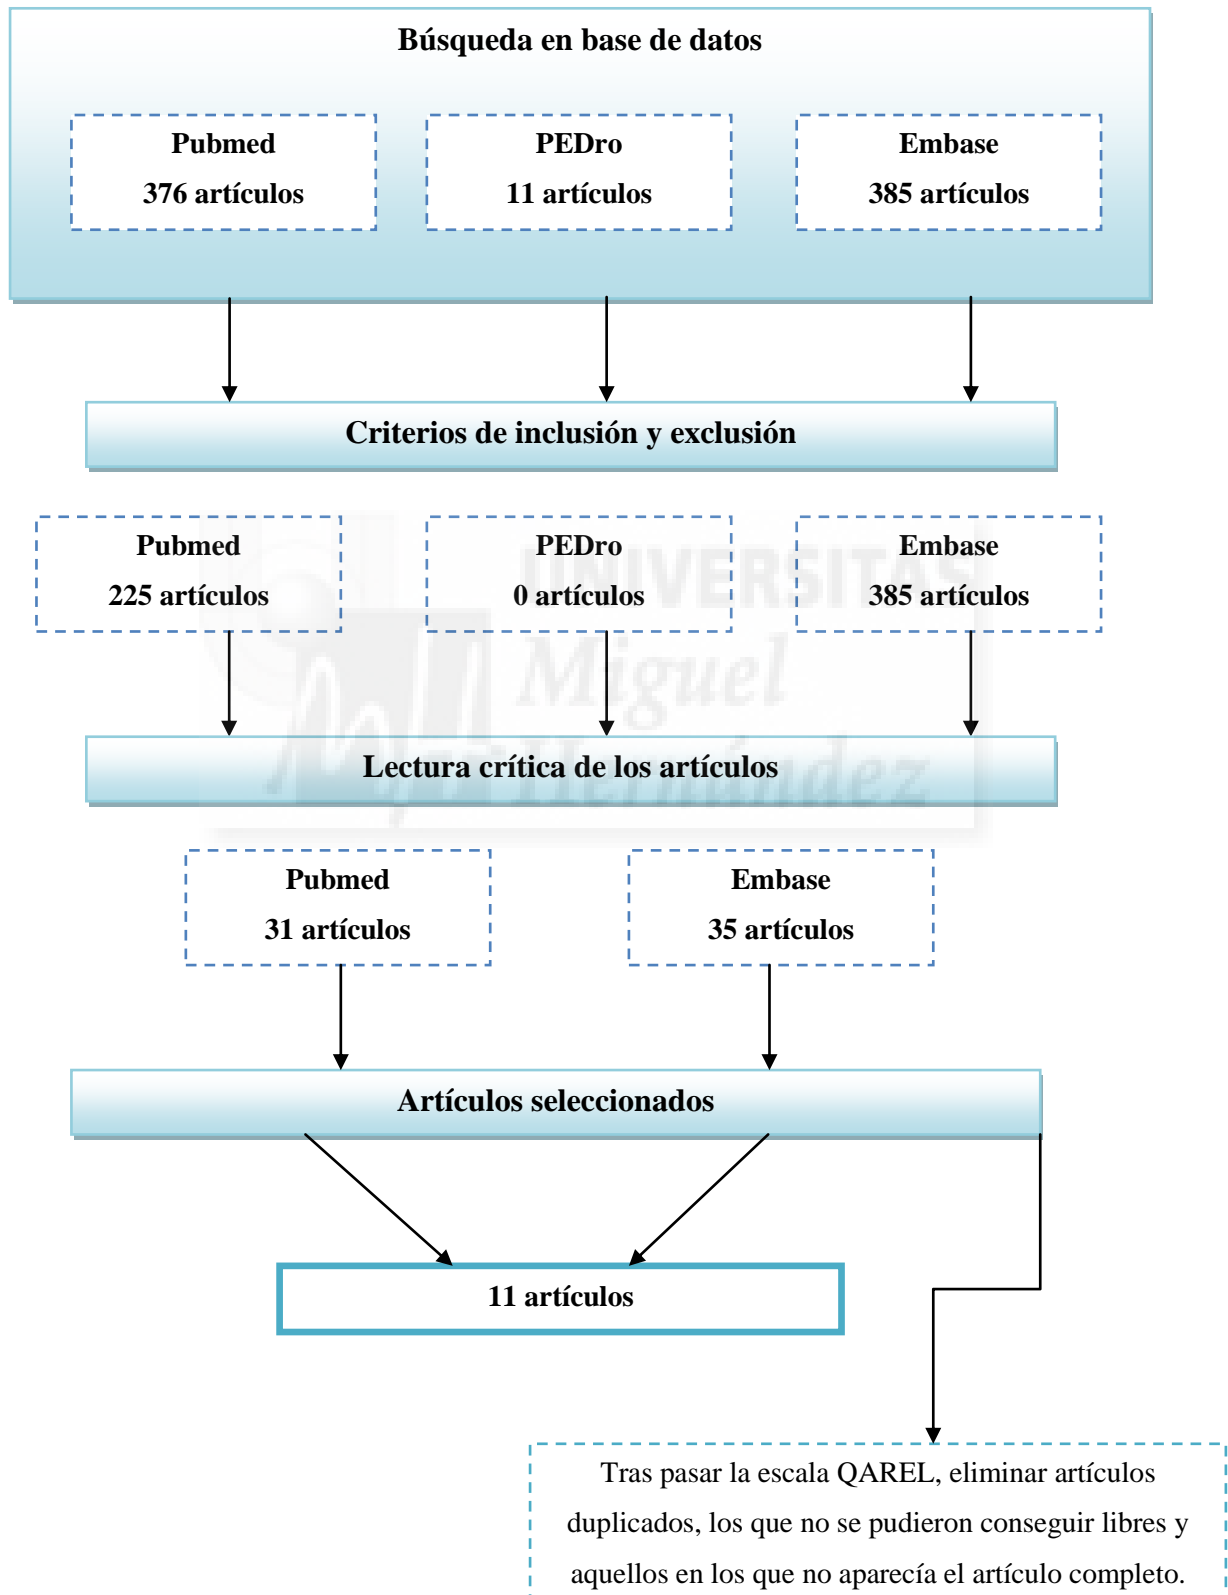 Búsqueda en base de datos
Pubmed
376 artículos
PEDro
11 artículos
Embase
385 artículos
Criterios de inclusión y exclusión
Pubmed
225 artículos
PEDro
0 artículos
Embase
385 artículos
UNIVERSITAS
Miguel
Hernández
Lectura crítica de los artículos
Pubmed
31 artículos
Embase
35 artículos
Artículos seleccionados
11 artículos
Tras pasar la escala QAREL, eliminar artículos
duplicados, los que no se pudieron conseguir libres y
aquellos en los que no aparecía el artículo completo.